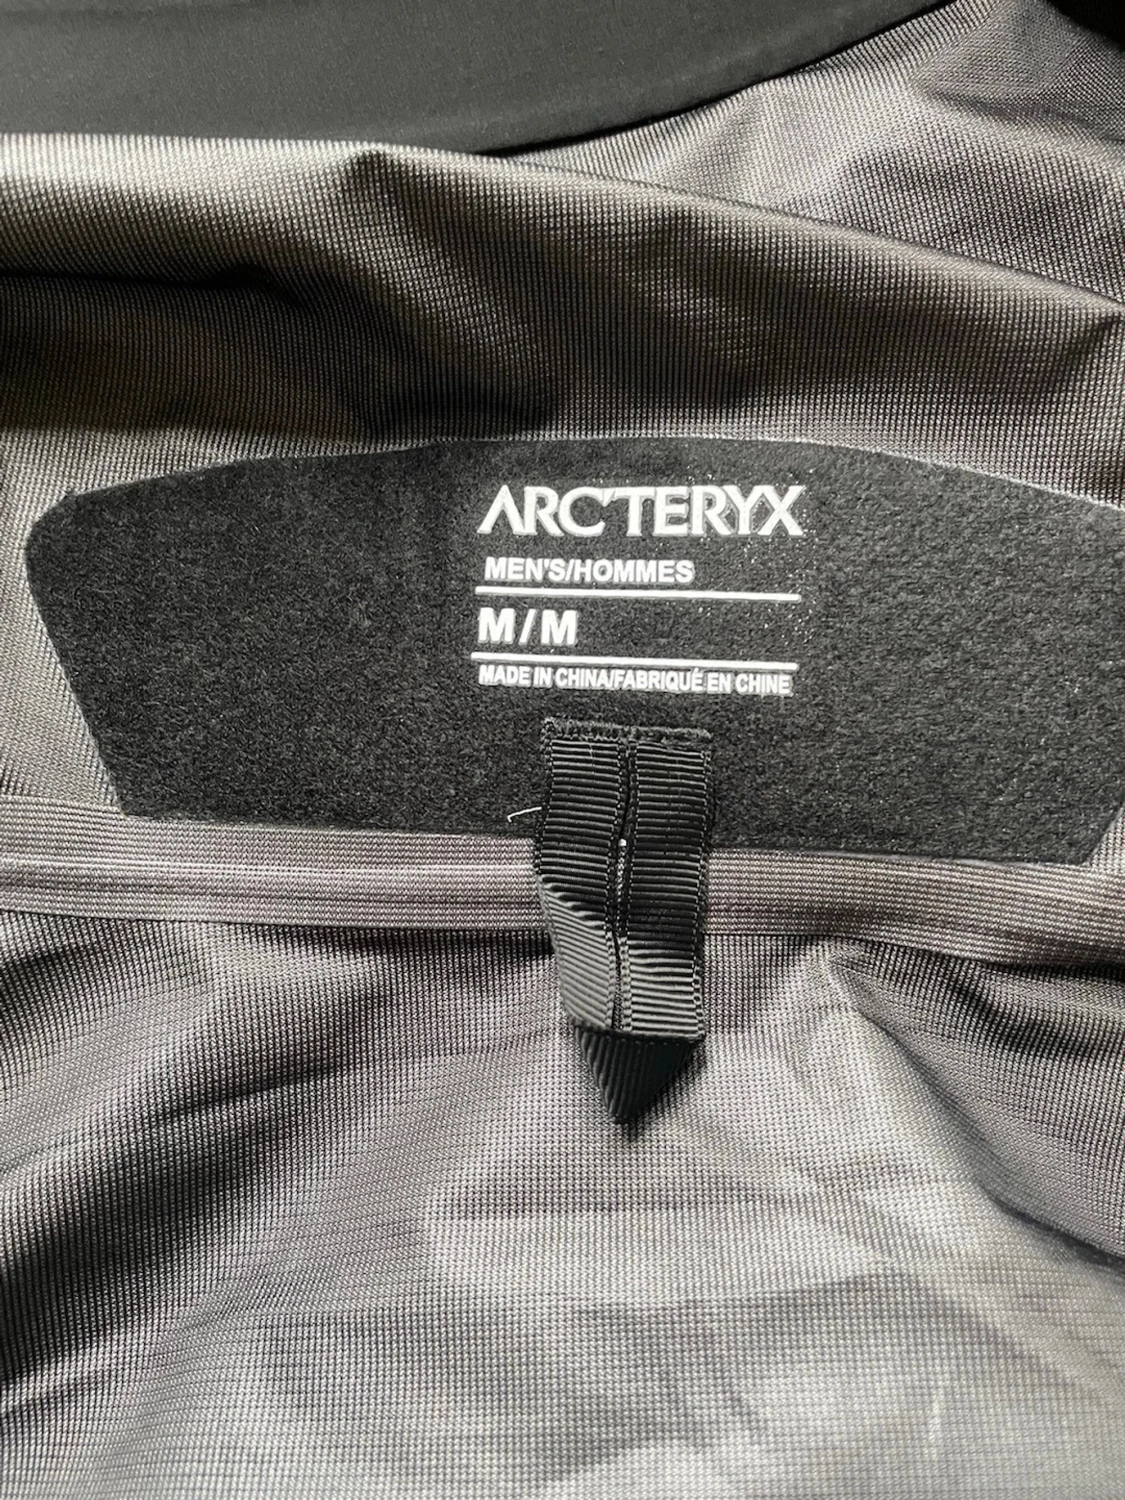 ARC'TERYX
MEN'S/HOMMES
M/M
MADE IN CHINA/FABRIQUÉ EN CHINE